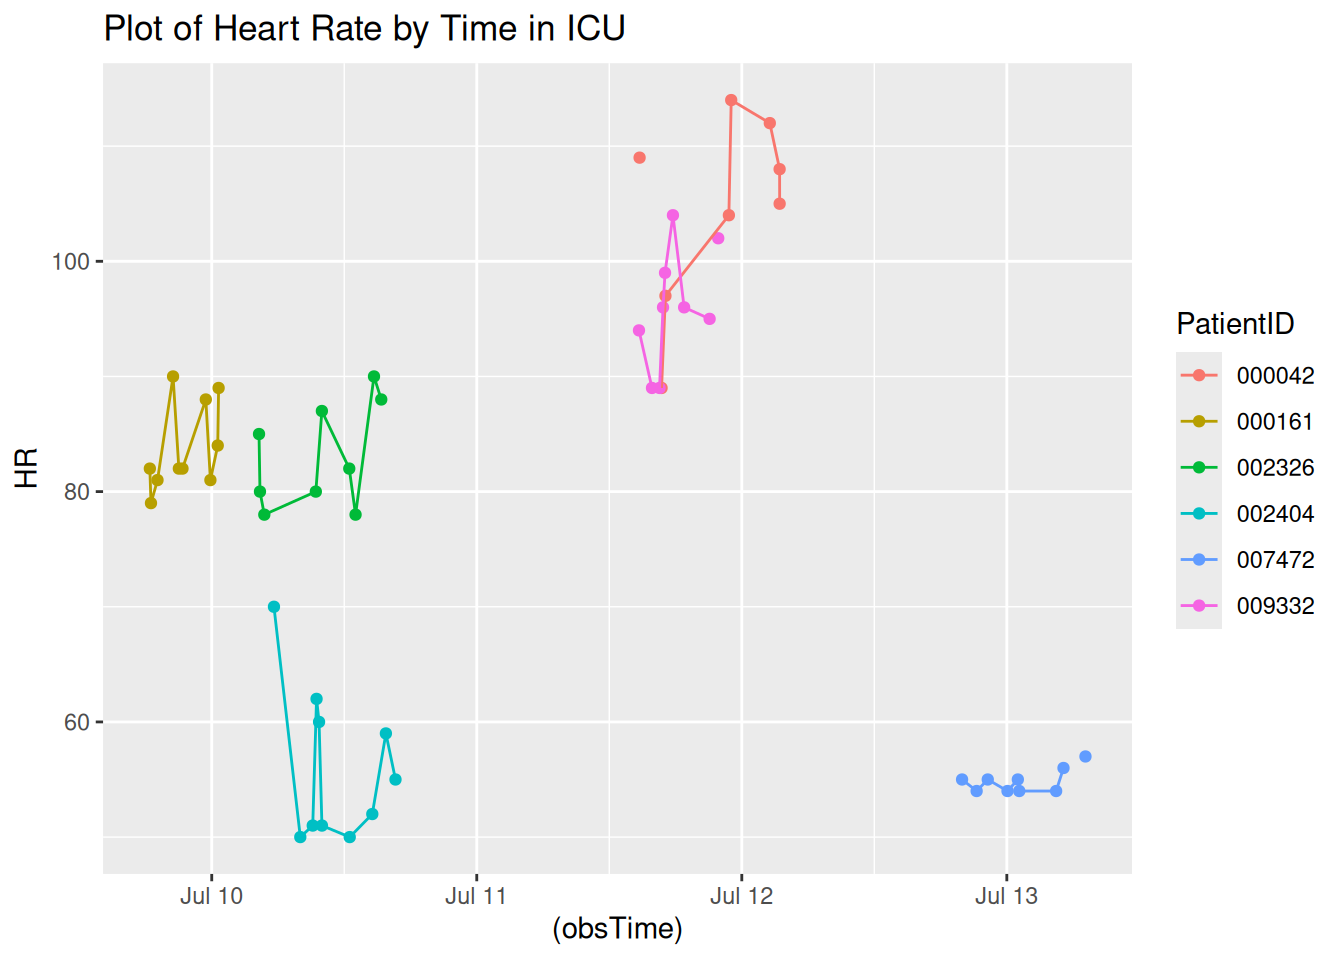 Plot of Heart Rate by Time in ICU
HR
100
80
60
Jul 10
Jul 11
Jul 12
Jul 13
(obsTime)
PatientID
000042
000161
002326
002404
007472
009332